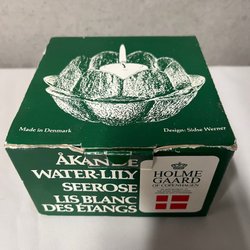 Made in Denmark
Design: Sidse Werner
ÅKANDE
WATER-LILY
SEEROSE
LIS BLANC
DES ÉTANGS
HOLME
GAARD
OF COPENHAGEN